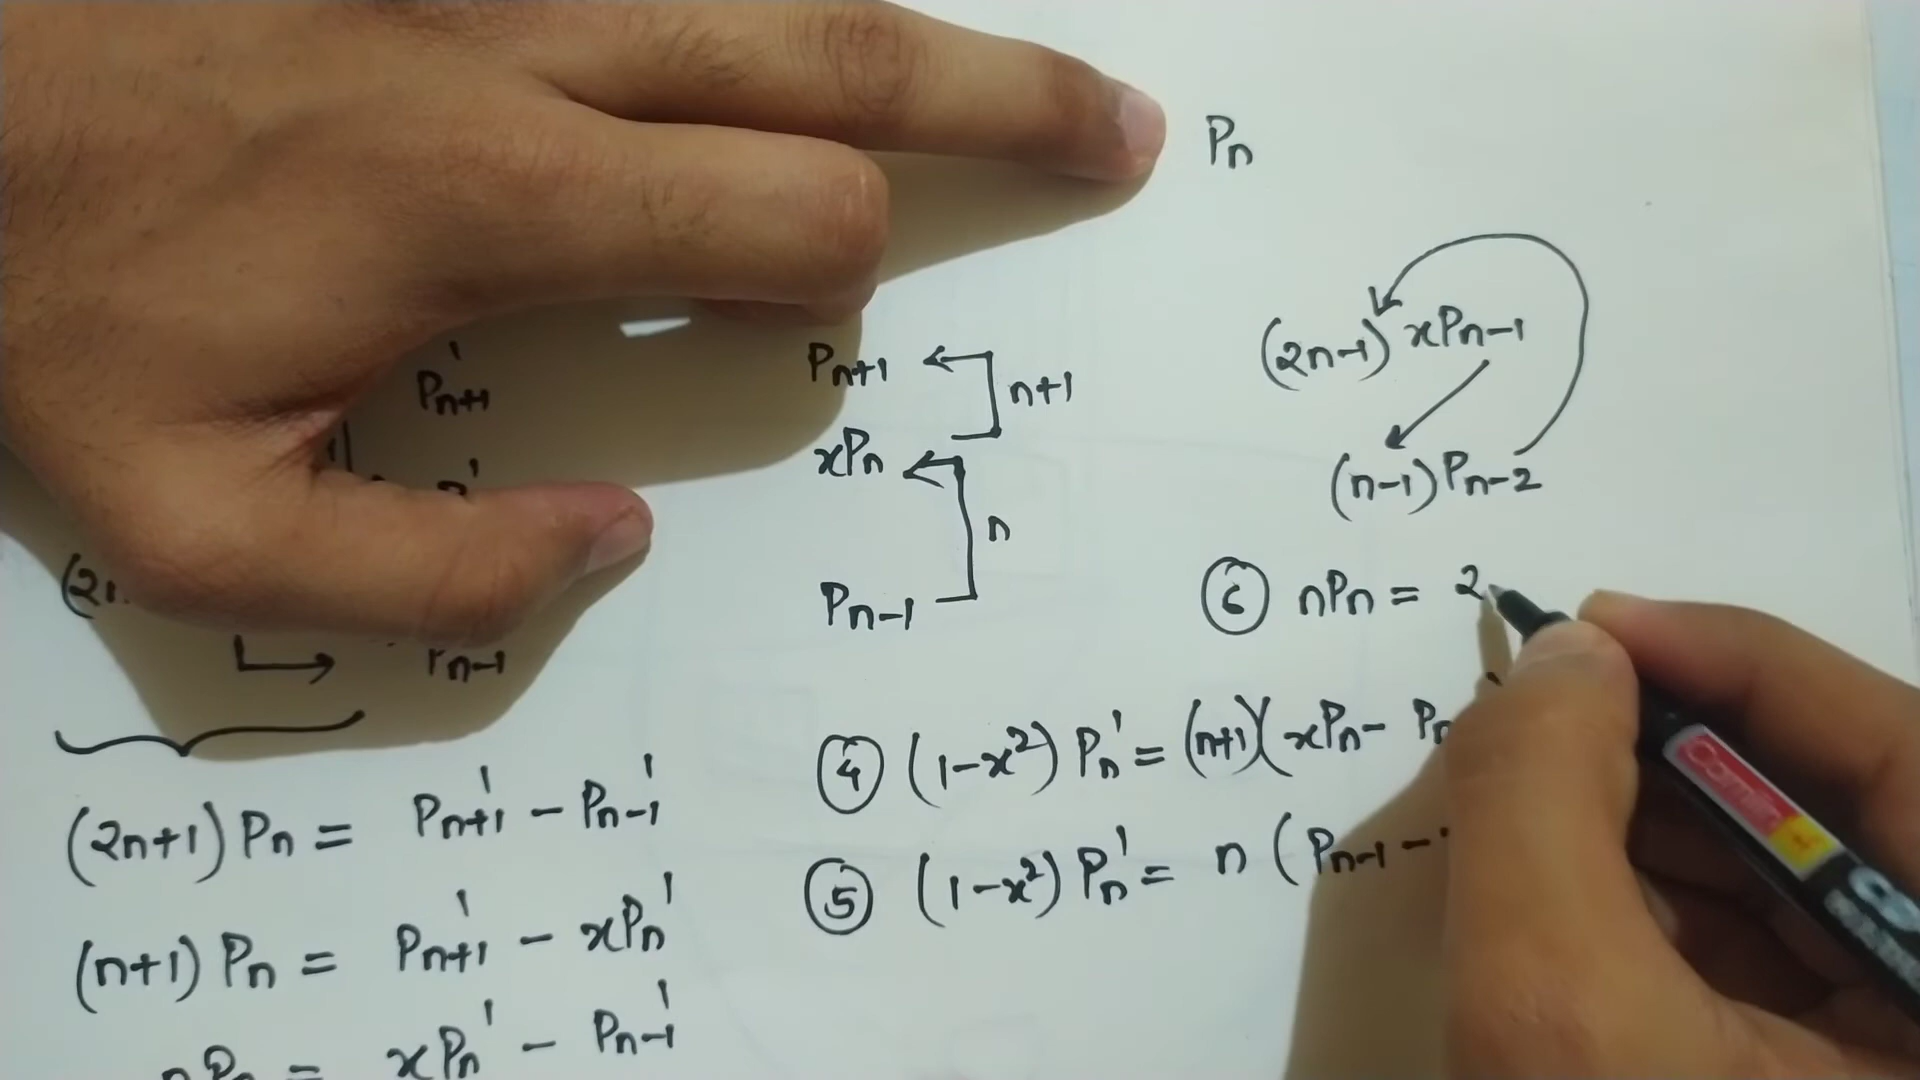 Pn
P'n+1
Pn+1
n+1
xPn
n
Pn-1
(2n-1) xPn-1
(n-1) Pn-2
⑥ nPn = 2
(2n+1) Pn = P'n+1 - P'n-1
(n+1) Pn = P'n+1 - xP'n
nPn = xP'n - P'n-1
④ (1-x²) P'n = (n+1)(xPn - Pn
⑤ (1-x²) P'n = n (Pn-1 -
Camlin